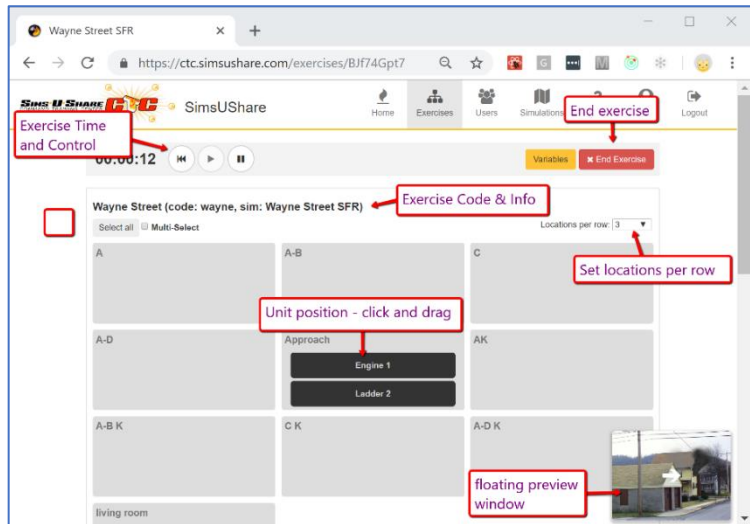 Wayne Street SFR
https://ctc.simsushare.com/exercises/BJf74Gpt7
SIMS-U-SHARE CTC
SimsUShare
Home
Exercises
Users
Simulations
Logout
End exercise
Exercise Time
and Control
00:00:12
Variables
End Exercise
Wayne Street (code: wayne, sim: Wayne Street SFR)
Exercise Code & Info
Select all
Multi-Select
Locations per row: 3
Set locations per row
A
A-B
C
Unit position - click and drag
A-D
Approach
AK
Engine 1
Ladder 2
A-B K
C K
A-D K
floating preview
window
living room